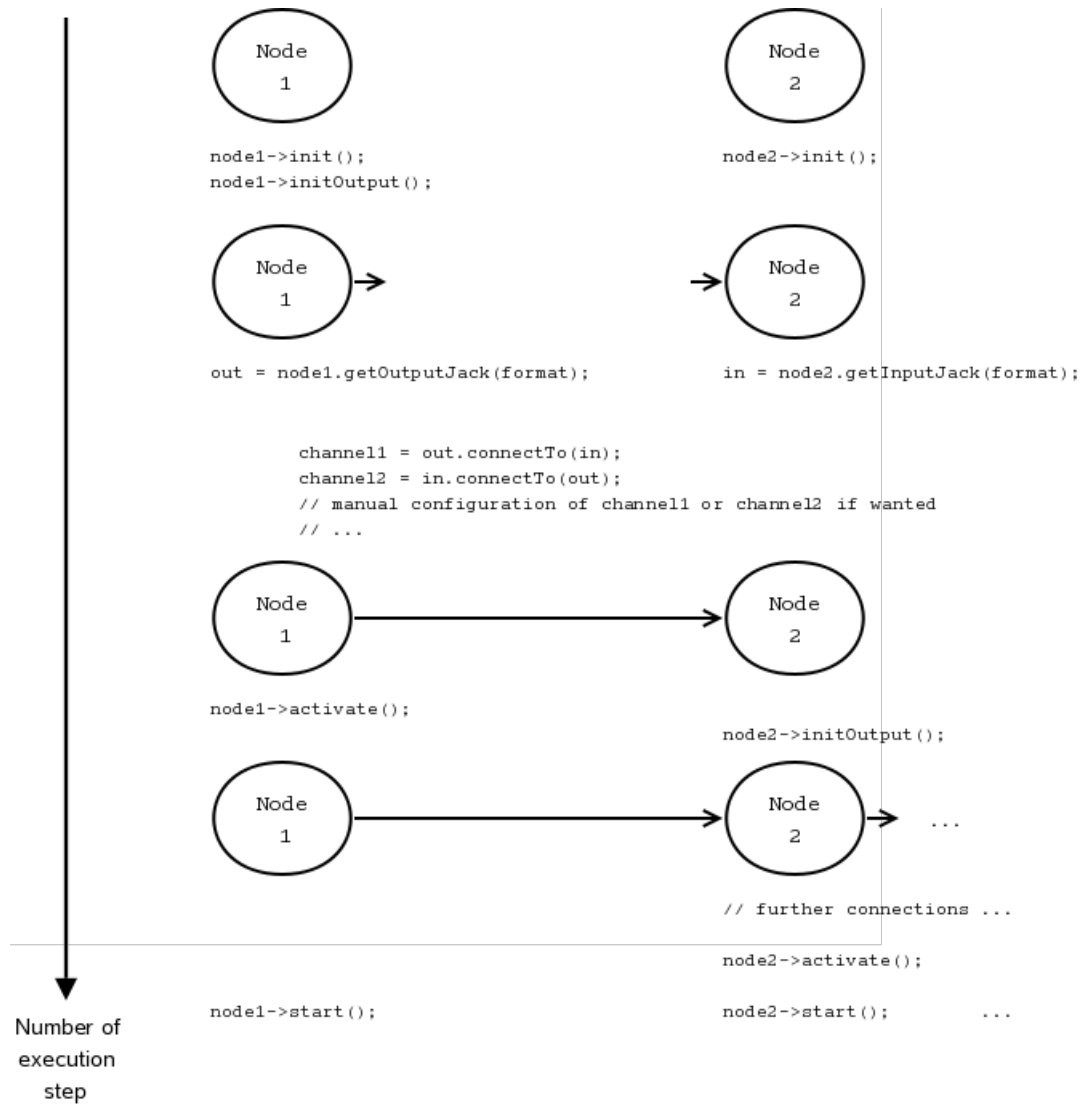 Node
1
Node
2
node1->init();
node2->init();
node1->initOutput();
Node
1
Node
2
out = node1.getOutputJack(format);
in = node2.getInputJack(format);
channel1 = out.connectTo(in);
channel2 = in.connectTo(out);
// manual configuration of channel1 or channel2 if wanted
// ...
Node
1
Node
2
node1->activate();
node2->initOutput();
Node
1
Node
2
...
// further connections ...
node2->activate();
node1->start();
node2->start();
...
Number of
execution
step